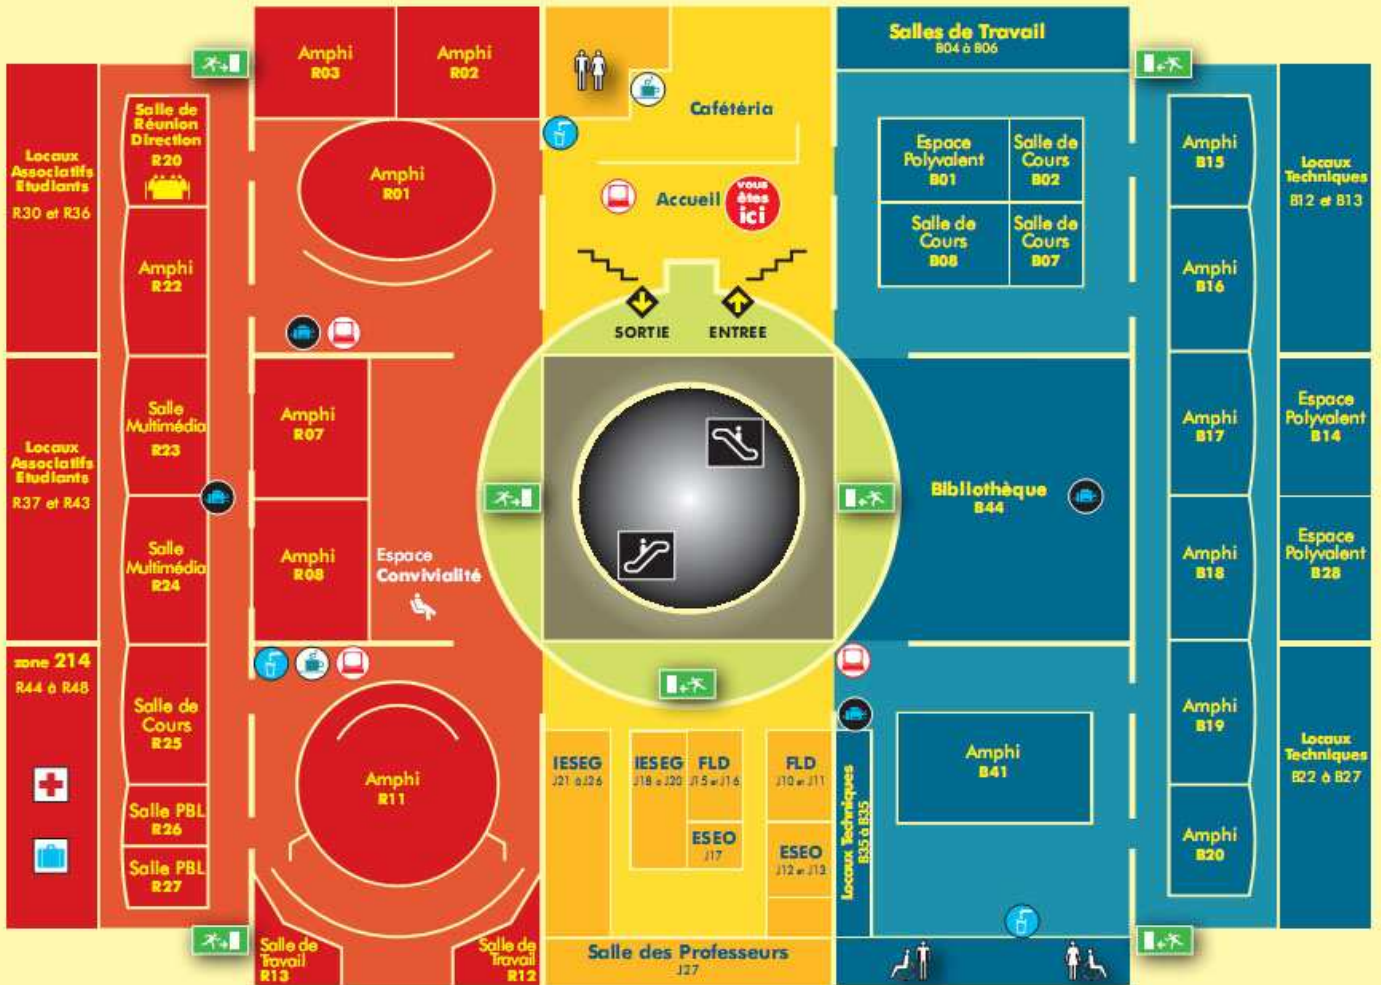 Amphi
R03
Amphi
R02
Salle de
Réunion
Direction
R20
Locaux
Associatifs
Etudiants
R30 et R36
Amphi
R01
Amphi
R22
Locaux
Associatifs
Etudiants
R37 et R43
Salle
Multimédia
R23
Amphi
R07
Salle
Multimédia
R24
Amphi
R08
Espace
Convivialité
zone 214
R44 à R48
Salle de
Cours
R25
Salle PBL
R26
Salle PBL
R27
Amphi
R11
Salle de
Travail
R13
Salle de
Travail
R12
Cafétéria
Accueil
vous
êtes
ici
SORTIE
ENTREE
IESEG
J21 à J26
IESEG
J18 à J20
FLD
J15 et J16
FLD
J10 et J11
ESEO
J17
ESEO
J12 et J13
Salle des Professeurs
J27
Salles de Travail
B04 à B06
Espace
Polyvalent
B01
Salle de
Cours
B02
Salle de
Cours
B08
Salle de
Cours
B07
Bibliothèque
B44
Amphi
B41
Locaux Techniques
B35 à B35
Amphi
B15
Amphi
B16
Amphi
B17
Amphi
B18
Amphi
B19
Amphi
B20
Locaux
Techniques
B12 et B13
Espace
Polyvalent
B14
Espace
Polyvalent
B28
Locaux
Techniques
B22 à B27